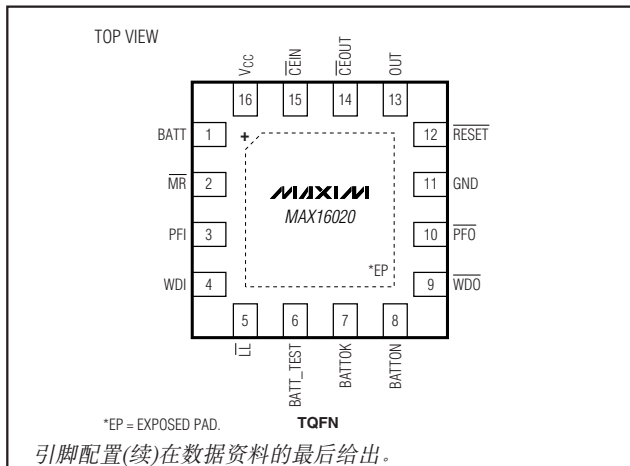 TOP VIEW
VCC
CEIN
CEOUT
OUT
16 15 14 13
BATT 1
+
12 RESET
MR 2
MAXIM
11 GND
MAX16020
PFI 3
10 PFO
*EP
WDI 4
9 WDO
5 6 7 8
LL
BATT_TEST
BATTOK
BATTON
*EP = EXPOSED PAD.
TQFN
引脚配置(续)在数据资料的最后给出。